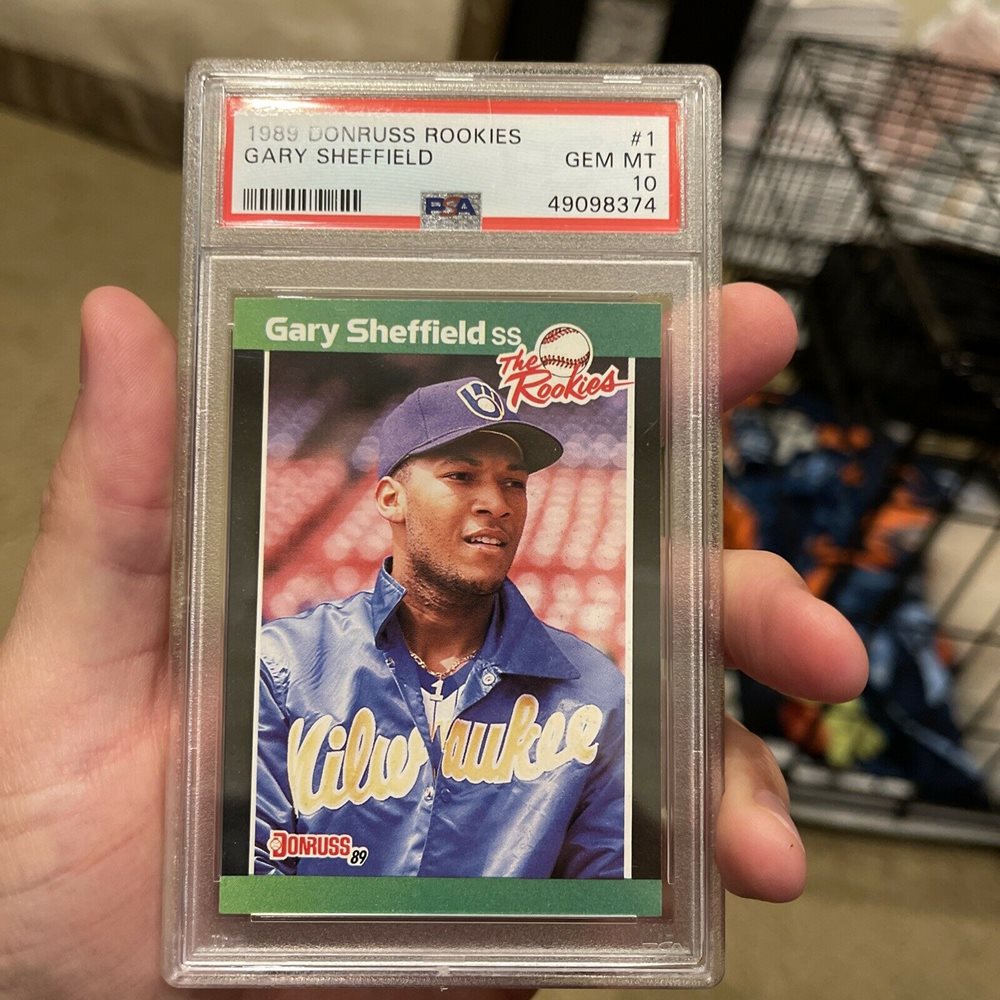 1989 DONRUSS ROOKIES #1
GARY SHEFFIELD GEM MT
10
PSA 49098374
Gary Sheffield SS
The
Rookies
Milwaukee
DONRUSS 89
PSA